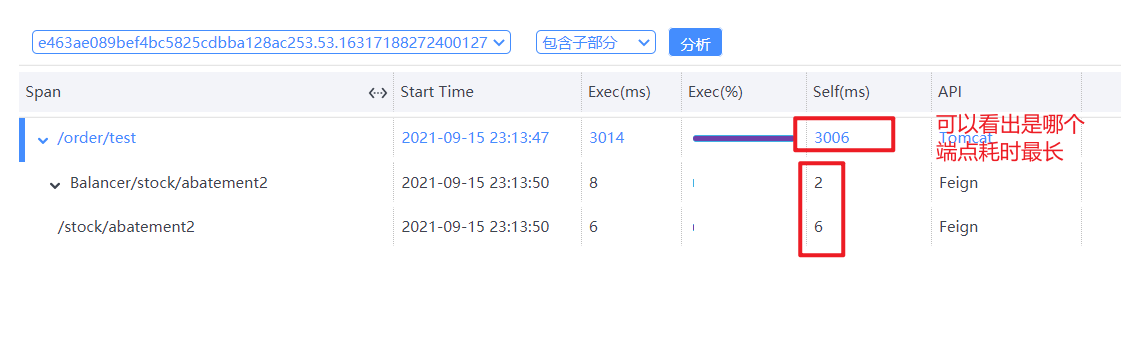 e463ae089bef4bc5825cdbba128ac253.53.16317188272400127 包含子部分 分析
Span Start Time Exec(ms) Exec(%) Self(ms) API
/order/test 2021-09-15 23:13:47 3014 3006 Tomcat
可以看出是哪个
端点耗时最长
Balancer/stock/abatement2 2021-09-15 23:13:50 8 2 Feign
/stock/abatement2 2021-09-15 23:13:50 6 6 Feign